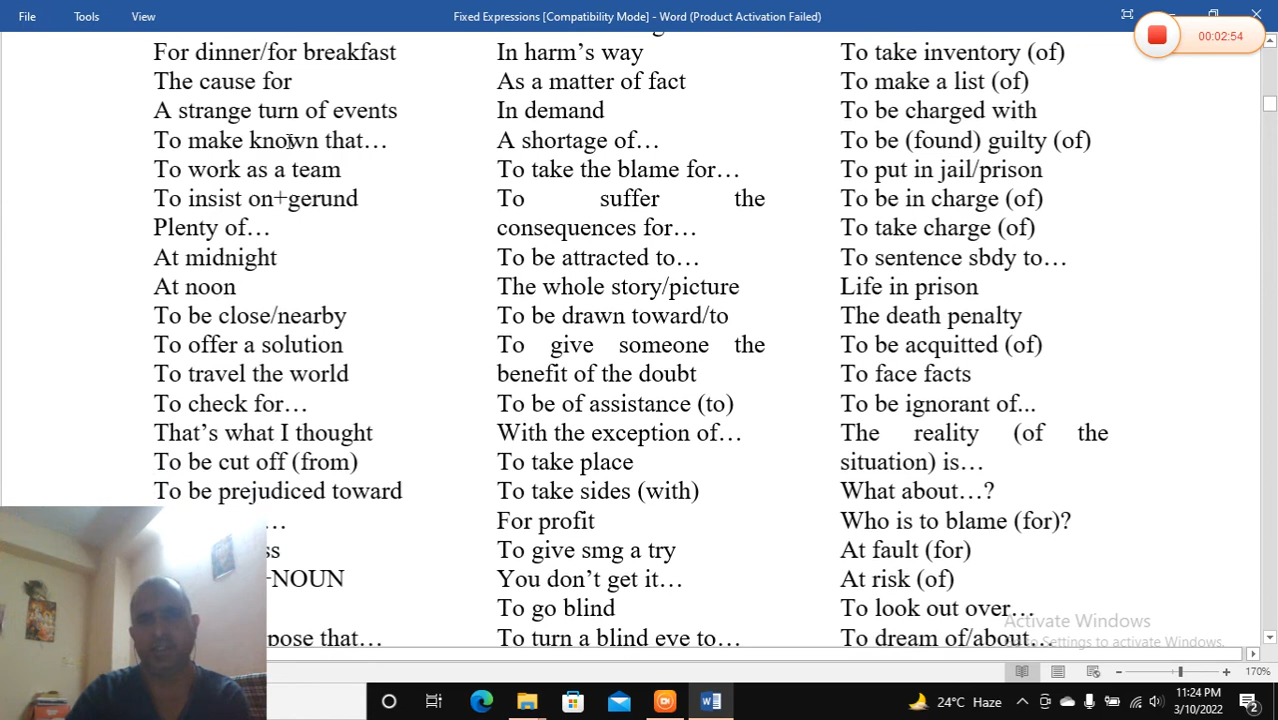 File Tools View Fixed Expressions [Compatibility Mode] - Word (Product Activation Failed)
00:02:54
For dinner/for breakfast
The cause for
A strange turn of events
To make known that…
To work as a team
To insist on+gerund
Plenty of…
At midnight
At noon
To be close/nearby
To offer a solution
To travel the world
To check for…
That's what I thought
To be cut off (from)
To be prejudiced toward
…
ss
+NOUN
pose that…
In harm's way
As a matter of fact
In demand
A shortage of…
To take the blame for…
To suffer the
consequences for…
To be attracted to…
The whole story/picture
To be drawn toward/to
To give someone the
benefit of the doubt
To be of assistance (to)
With the exception of…
To take place
To take sides (with)
For profit
To give smg a try
You don't get it…
To go blind
To turn a blind eye to…
To take inventory (of)
To make a list (of)
To be charged with
To be (found) guilty (of)
To put in jail/prison
To be in charge (of)
To take charge (of)
To sentence sbdy to…
Life in prison
The death penalty
To be acquitted (of)
To face facts
To be ignorant of...
The reality (of the
situation) is…
What about…?
Who is to blame (for)?
At fault (for)
At risk (of)
To look out over…
To dream of/about…
Activate Windows
to Settings to activate Windows.
170%
24°C Haze
11:24 PM
3/10/2022
2